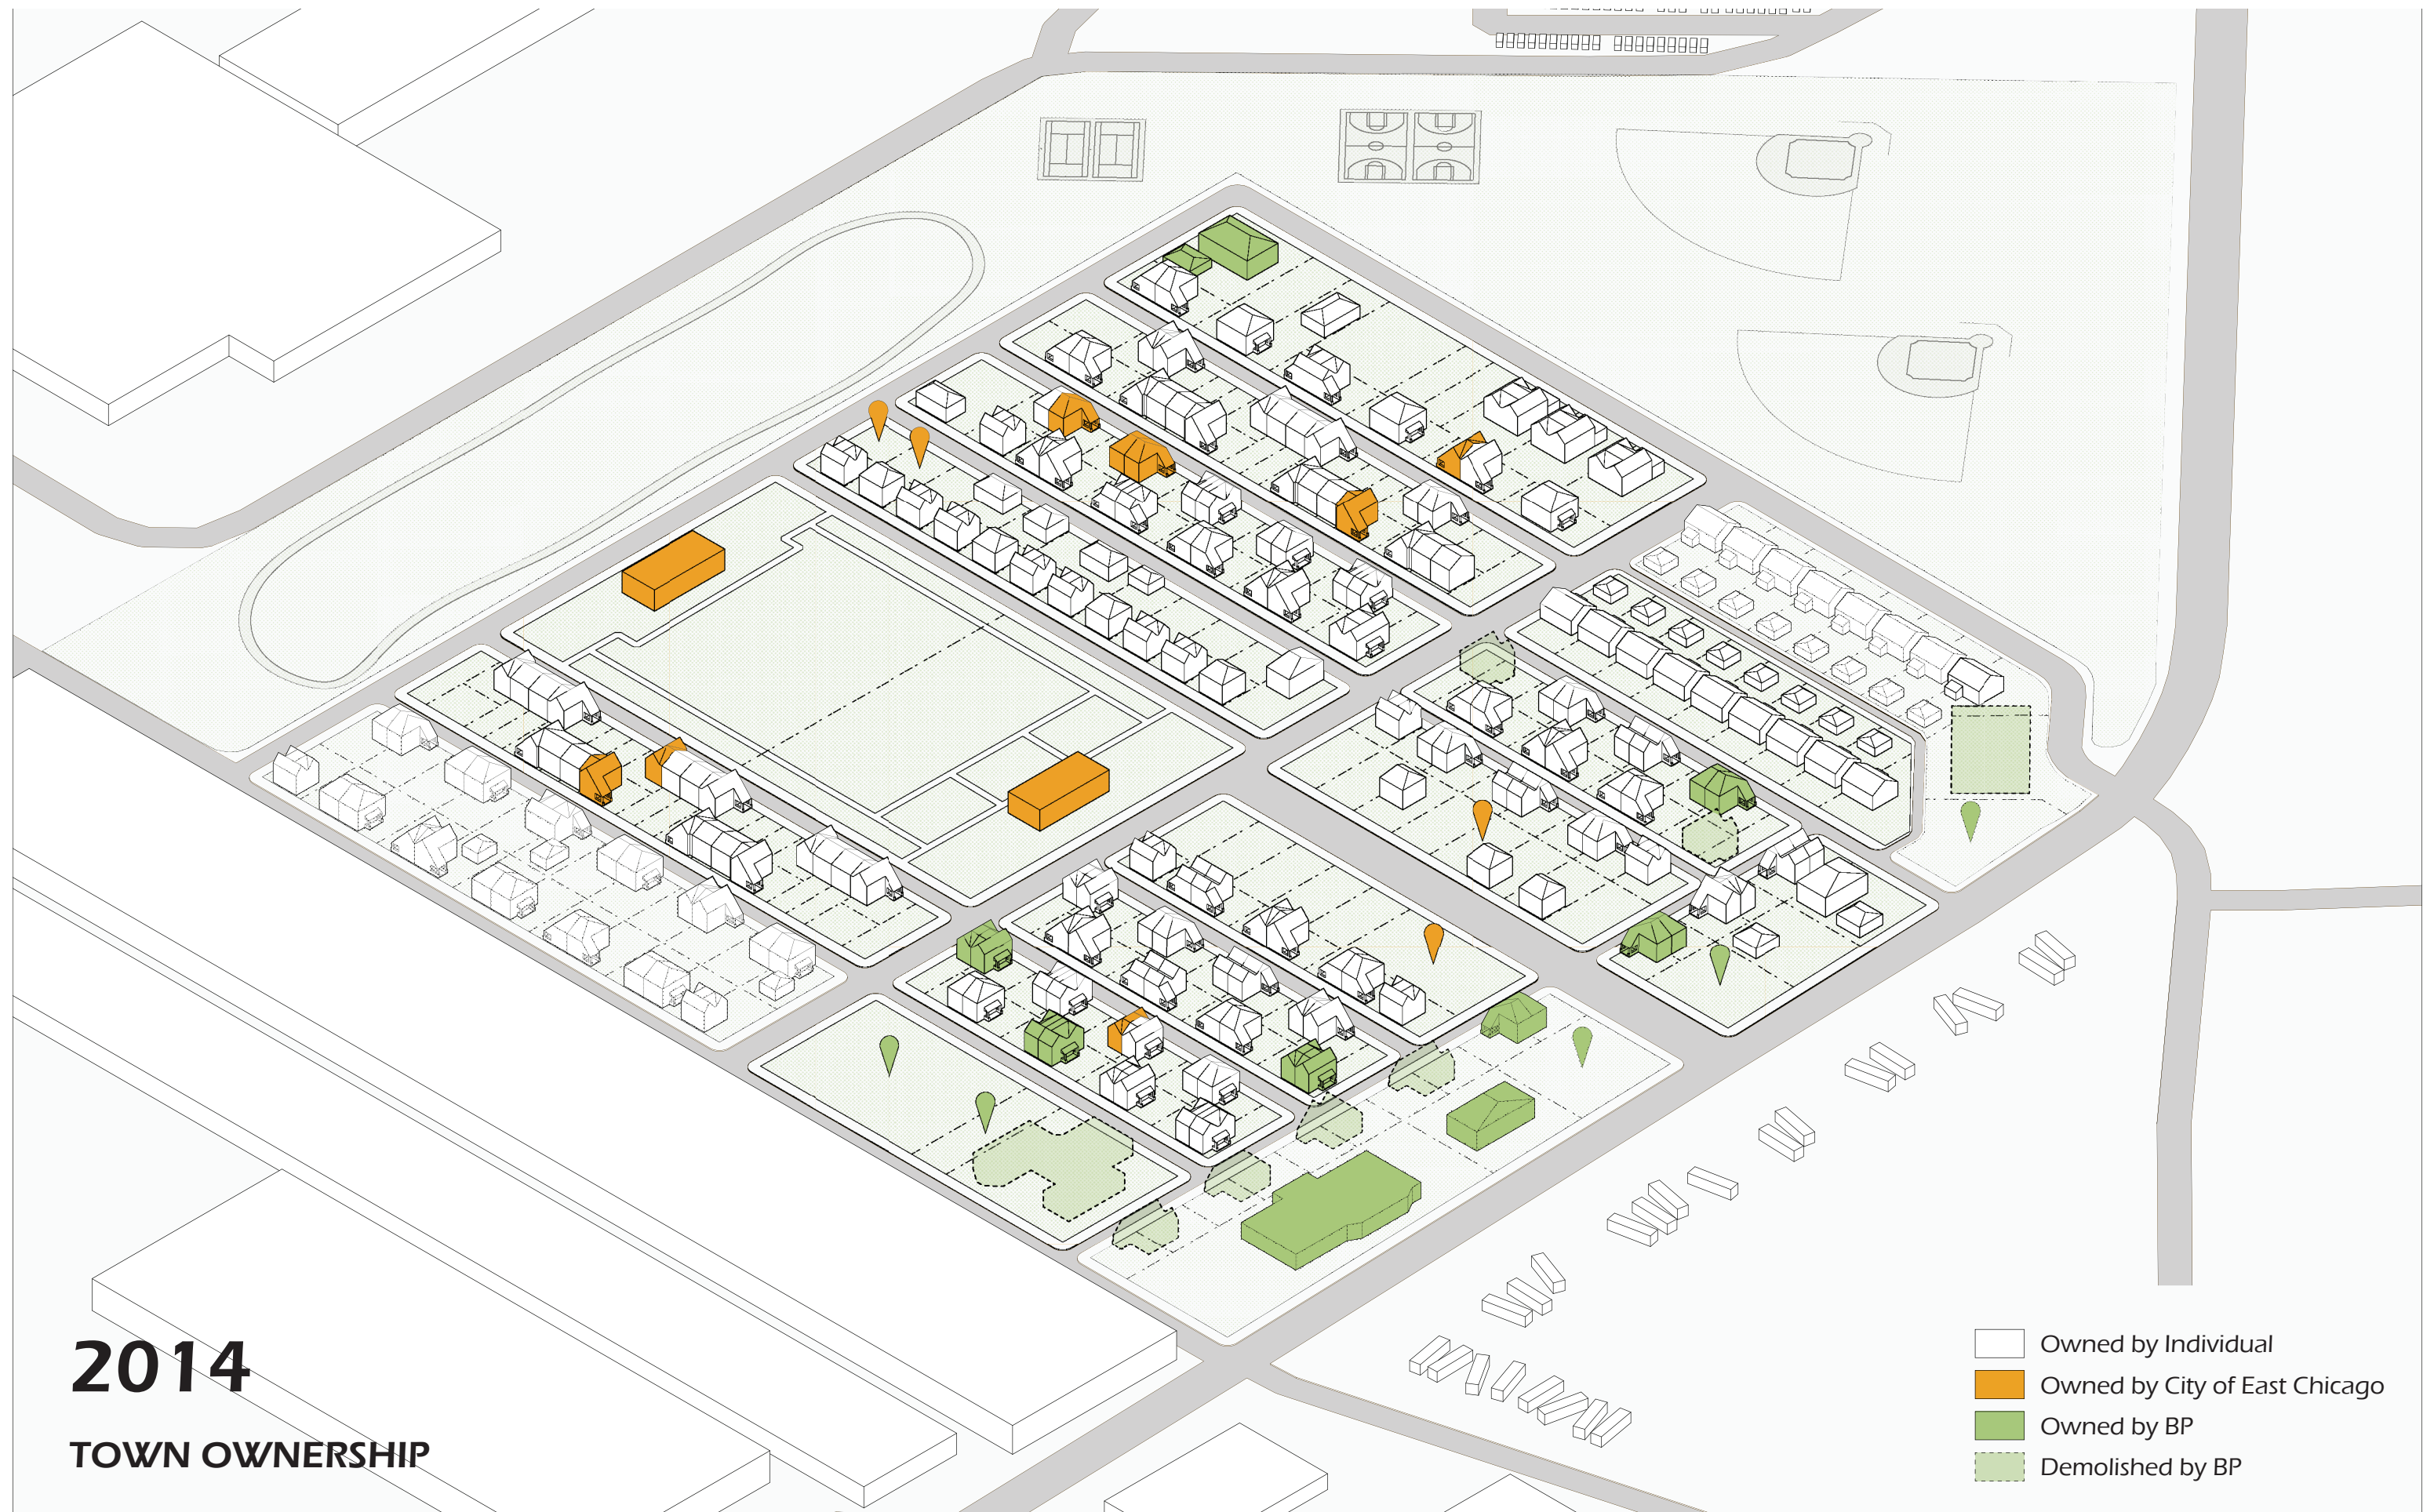 2014
TOWN OWNERSHIP
Owned by Individual
Owned by City of East Chicago
Owned by BP
Demolished by BP